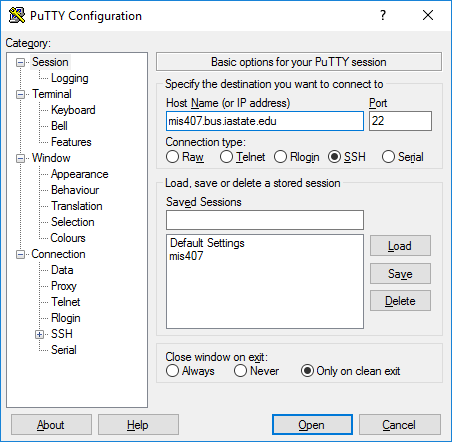 PuTTY Configuration
?
Category:
Session
Logging
Terminal
Keyboard
Bell
Features
Window
Appearance
Behaviour
Translation
Selection
Colours
Connection
Data
Proxy
Telnet
Rlogin
SSH
Serial
Basic options for your PuTTY session
Specify the destination you want to connect to
Host Name (or IP address) Port
mis407.bus.iastate.edu 22
Connection type:
Raw Telnet Rlogin SSH Serial
Load, save or delete a stored session
Saved Sessions
Default Settings
mis407
Load
Save
Delete
Close window on exit:
Always Never Only on clean exit
About Help Open Cancel